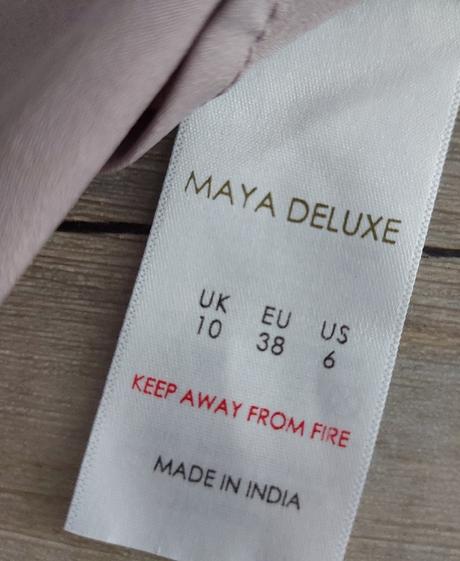 MAYA DELUXE
UK EU US
10 38 6
KEEP AWAY FROM FIRE
MADE IN INDIA